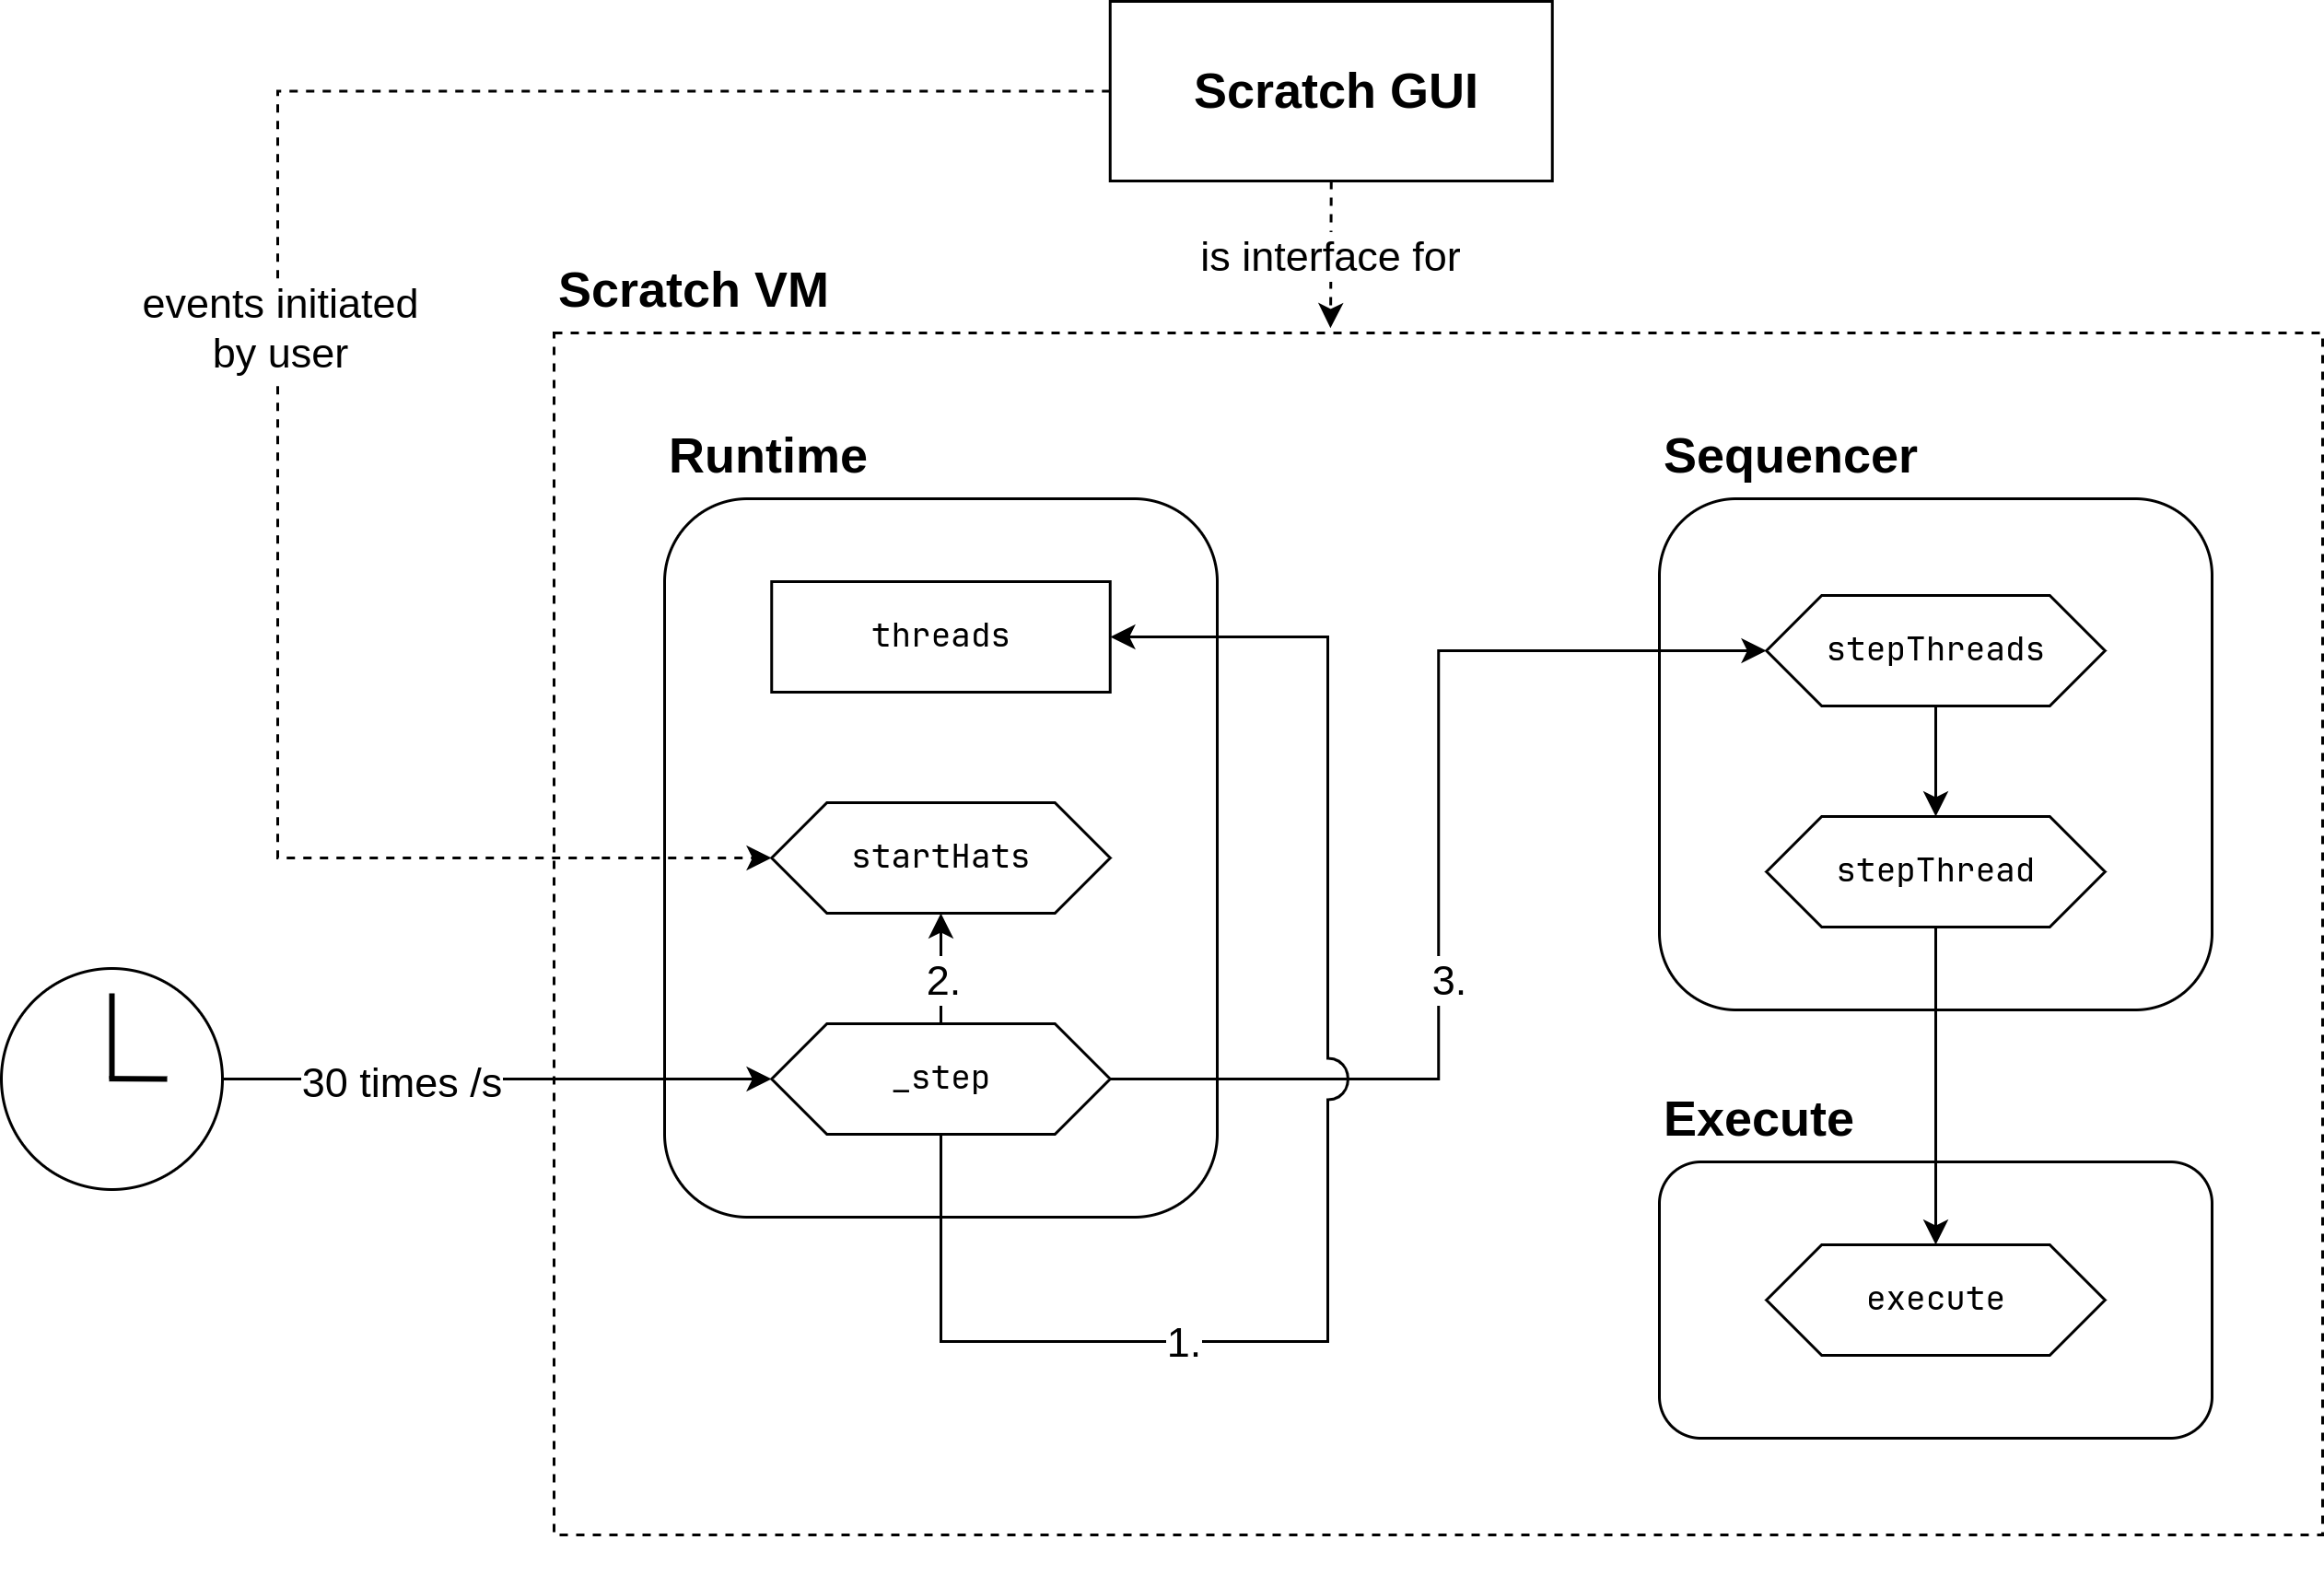 Scratch GUI
is interface for
events initiated
by user
Scratch VM
Runtime
Sequencer
threads
stepThreads
startHats
stepThread
2.
3.
30 times /s
_step
Execute
execute
1.